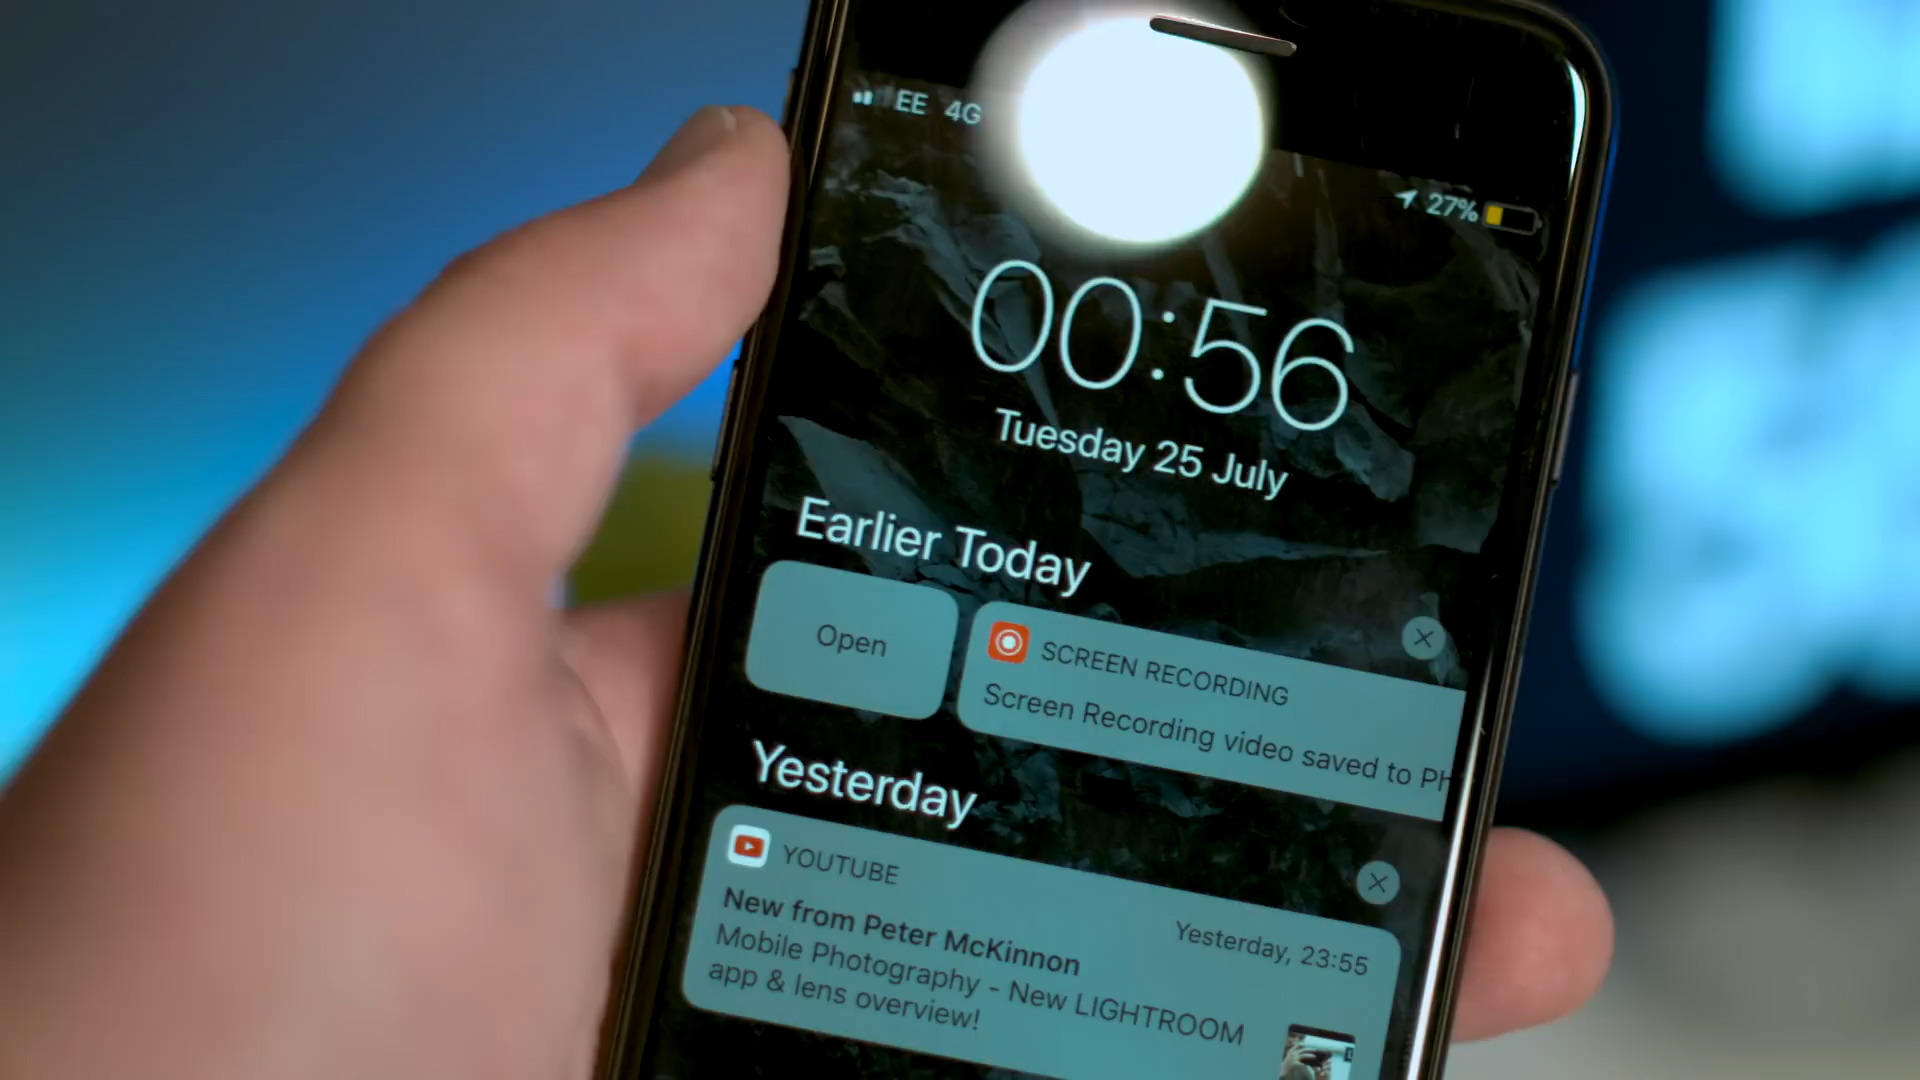 EE 4G
27%
00:56
Tuesday 25 July
Earlier Today
Open
SCREEN RECORDING
Screen Recording video saved to Ph
Yesterday
YOUTUBE
Yesterday, 23:55
New from Peter McKinnon
Mobile Photography - New LIGHTROOM
app & lens overview!